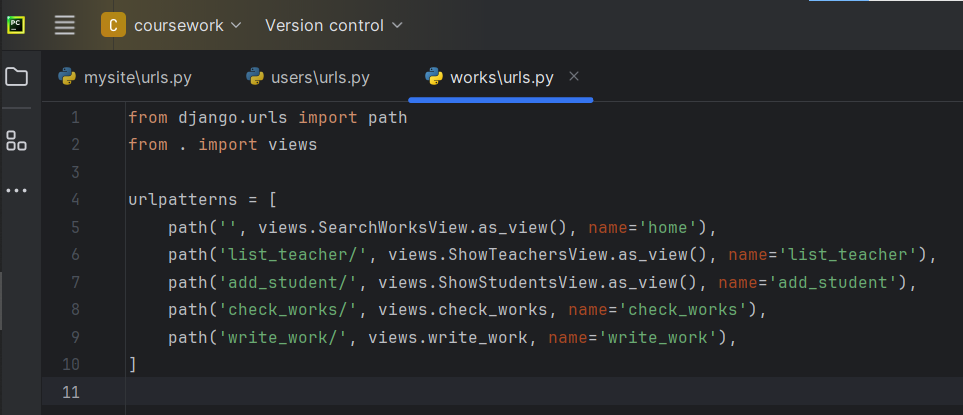 PC
C coursework Version control
mysite\urls.py users\urls.py works\urls.py
1 from django.urls import path
2 from . import views
3
4 urlpatterns = [
5     path('', views.SearchWorksView.as_view(), name='home'),
6     path('list_teacher/', views.ShowTeachersView.as_view(), name='list_teacher'),
7     path('add_student/', views.ShowStudentsView.as_view(), name='add_student'),
8     path('check_works/', views.check_works, name='check_works'),
9     path('write_work/', views.write_work, name='write_work'),
10 ]
11